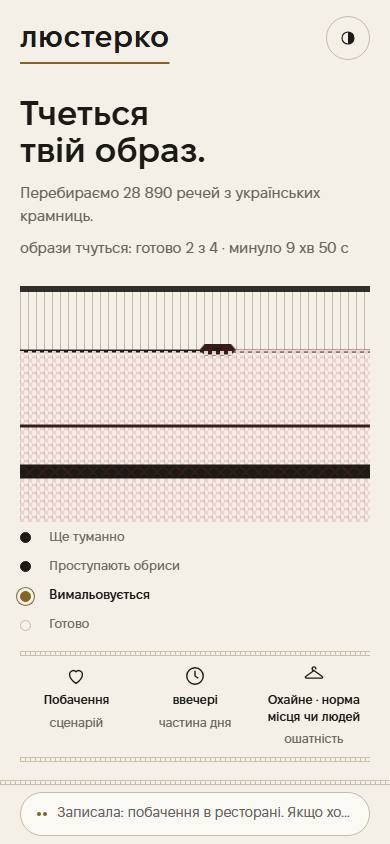 люстерко
Тчеться
твій образ.
Перебираємо 28 890 речей з українських
крамниць.
образи тчуться: готово 2 з 4 · минуло 9 хв 50 с
Ще туманно
Проступають обриси
Вимальовується
Готово
Побачення
сценарій
ввечері
частина дня
Охайне · норма
місця чи людей
ошатність
Записала: побачення в ресторані. Якщо хо...